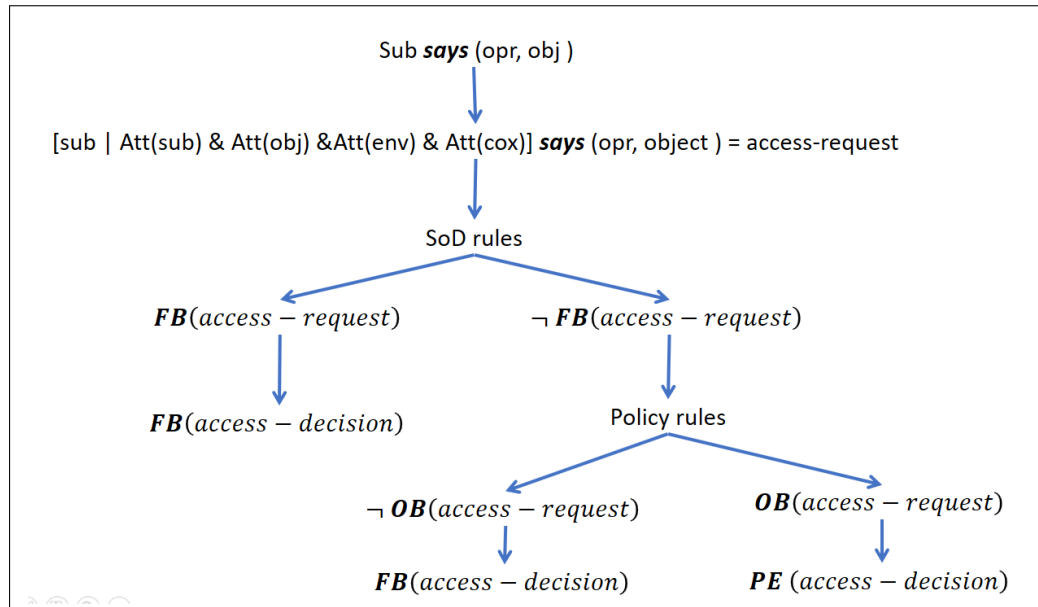 Sub says (opr, obj )
[sub | Att(sub) & Att(obj) &Att(env) & Att(cox)] says (opr, object ) = access-request
SoD rules
FB(access − request)
¬ FB(access − request)
FB(access − decision)
Policy rules
¬ OB(access − request)
OB(access − request)
FB(access − decision)
PE (access − decision)